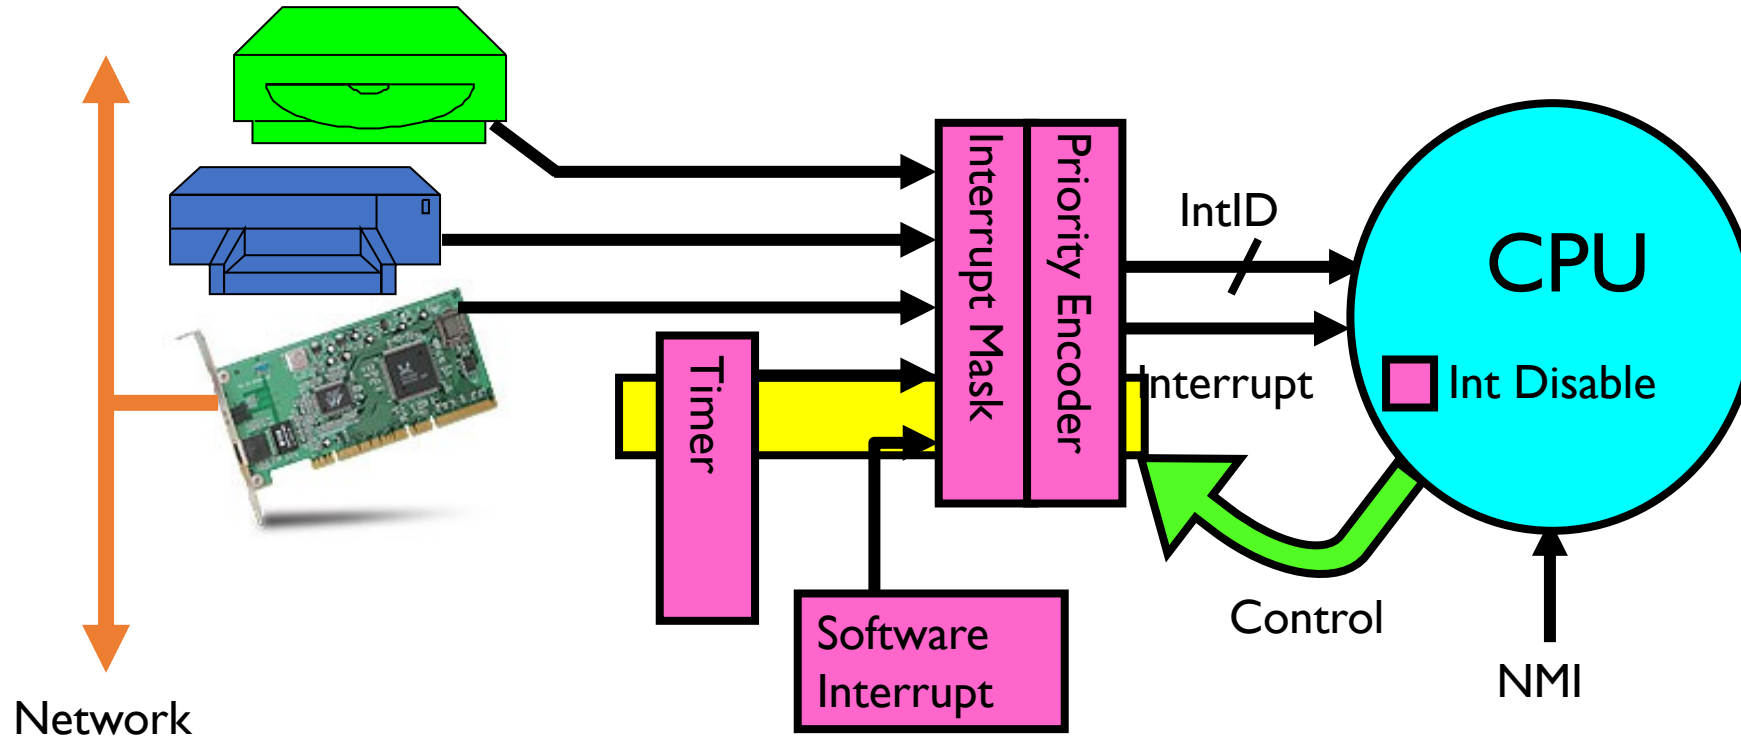 Interrupt Mask
Priority Encoder
IntID
CPU
Timer
Interrupt
Int Disable
Software
Interrupt
Control
NMI
Network